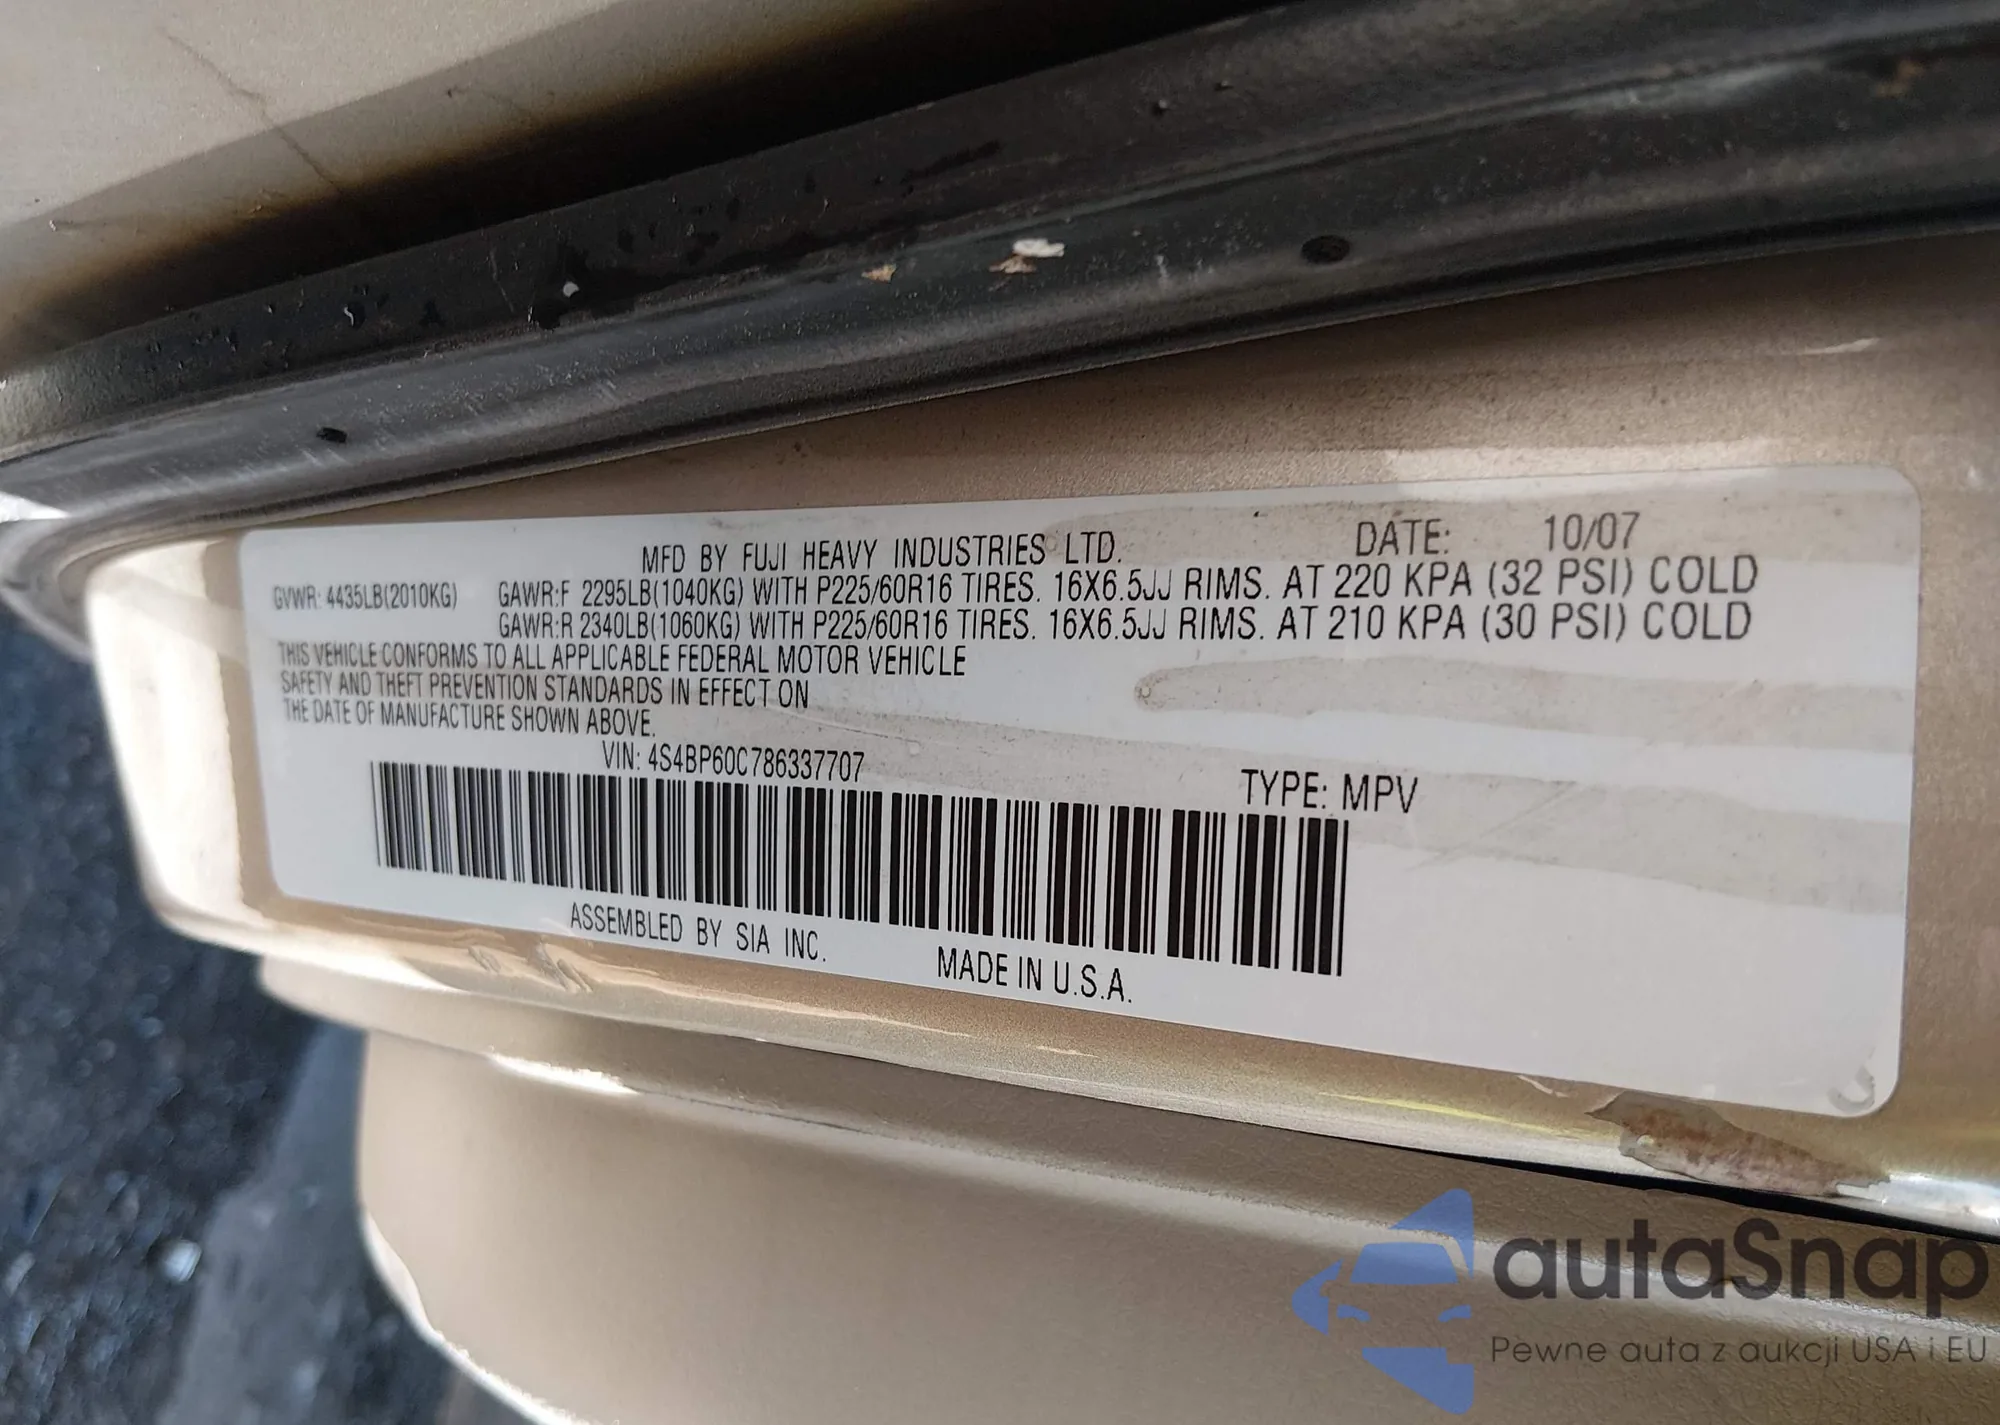 MFD BY FUJI HEAVY INDUSTRIES LTD. DATE: 10/07
GVWR: 4435LB(2010KG) GAWR:F 2295LB(1040KG) WITH P225/60R16 TIRES. 16X6.5JJ RIMS. AT 220 KPA (32 PSI) COLD
GAWR:R 2340LB(1060KG) WITH P225/60R16 TIRES. 16X6.5JJ RIMS. AT 210 KPA (30 PSI) COLD
THIS VEHICLE CONFORMS TO ALL APPLICABLE FEDERAL MOTOR VEHICLE
SAFETY AND THEFT PREVENTION STANDARDS IN EFFECT ON
THE DATE OF MANUFACTURE SHOWN ABOVE.
VIN: 4S4BP60C786337707
TYPE: MPV
ASSEMBLED BY SIA INC.
MADE IN U.S.A.
autaSnap
Pewne auta z aukcji USA i EU